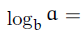 log_b a =